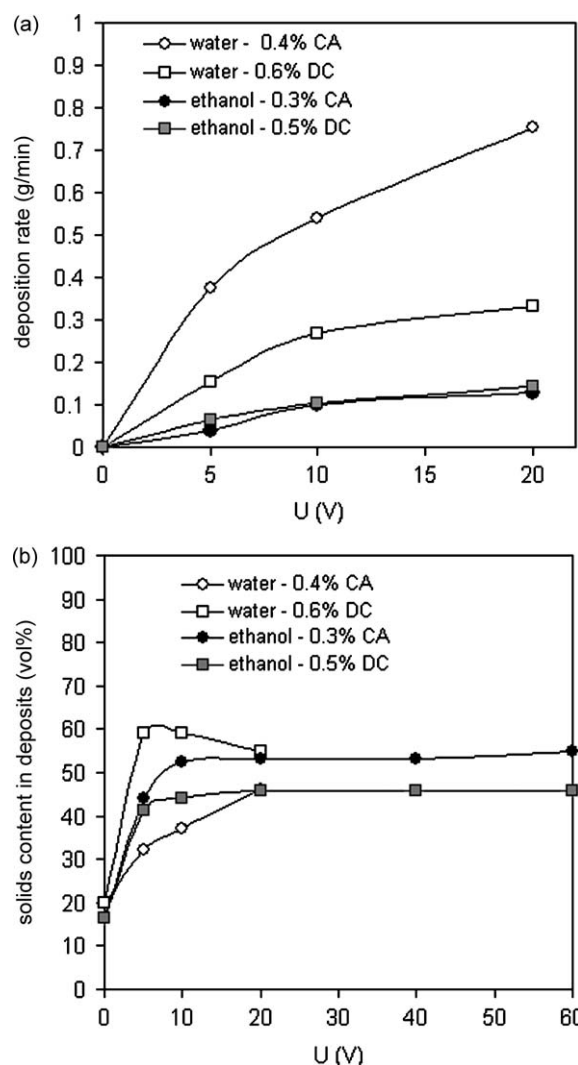 (a)
1
0.9
0.8
0.7
0.6
0.5
0.4
0.3
0.2
0.1
0
deposition rate (g/min)
water - 0.4% CA
water - 0.6% DC
ethanol - 0.3% CA
ethanol - 0.5% DC
0 5 10 15 20
U (V)
(b)
100
90
80
70
60
50
40
30
20
10
0
solids content in deposits (vol%)
water - 0.4% CA
water - 0.6% DC
ethanol - 0.3% CA
ethanol - 0.5% DC
0 10 20 30 40 50 60
U (V)